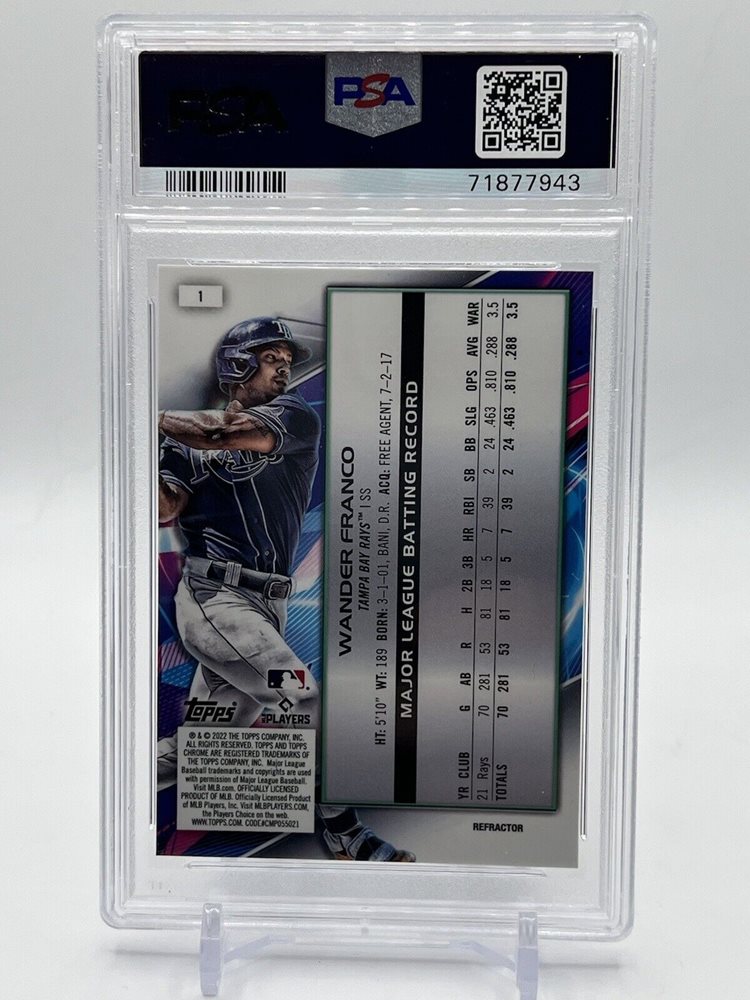 PSA
PSA
71877943
1
WANDER FRANCO
TAMPA BAY RAYS™ | SS
HT: 5'10" WT: 189 BORN: 3-1-01, BANI, D.R. ACQ: FREE AGENT, 7-2-17
MAJOR LEAGUE BATTING RECORD
YR CLUB G AB R H 2B 3B HR RBI SB BB SLG OPS AVG WAR
21 Rays 70 281 53 81 18 5 7 39 2 24 .463 .810 .288 3.5
TOTALS 70 281 53 81 18 5 7 39 2 24 .463 .810 .288 3.5
RAYS
TOPPS
MLB PLAYERS
® & © 2022 THE TOPPS COMPANY, INC.
ALL RIGHTS RESERVED. TOPPS AND TOPPS
CHROME ARE REGISTERED TRADEMARKS OF
THE TOPPS COMPANY, INC. Major League
Baseball trademarks and copyrights are used
with permission of Major League Baseball.
Visit MLB.com. OFFICIALLY LICENSED
PRODUCT OF MLB. Officially Licensed Product
of MLB Players, Inc. Visit MLBPLAYERS.COM,
the Players Choice on the web.
WWW.TOPPS.COM. CODE#CMP055021
REFRACTOR